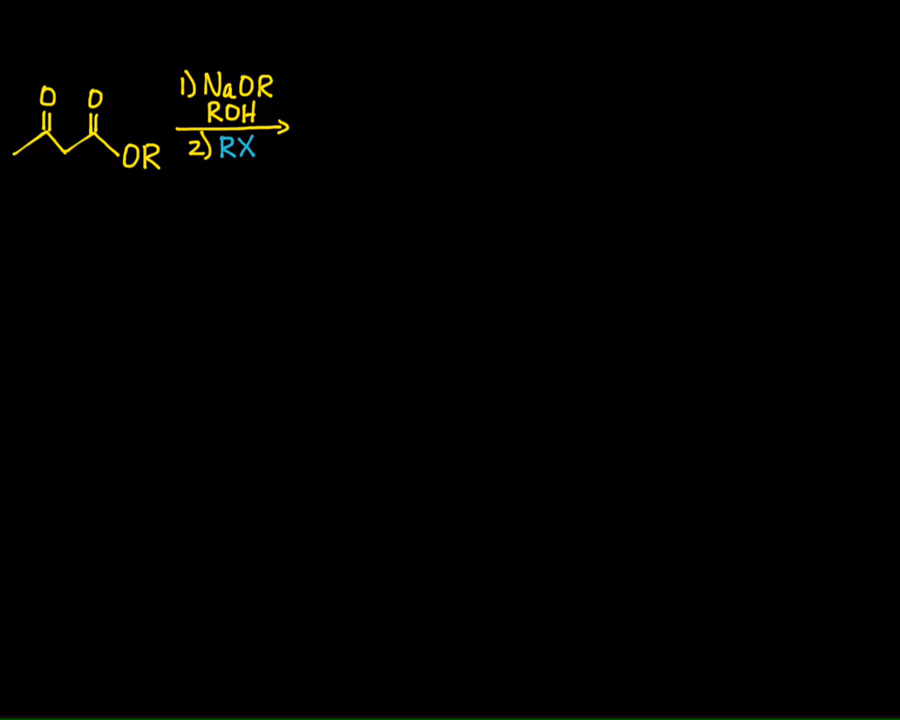 O O
OR
1) NaOR
ROH
2) RX